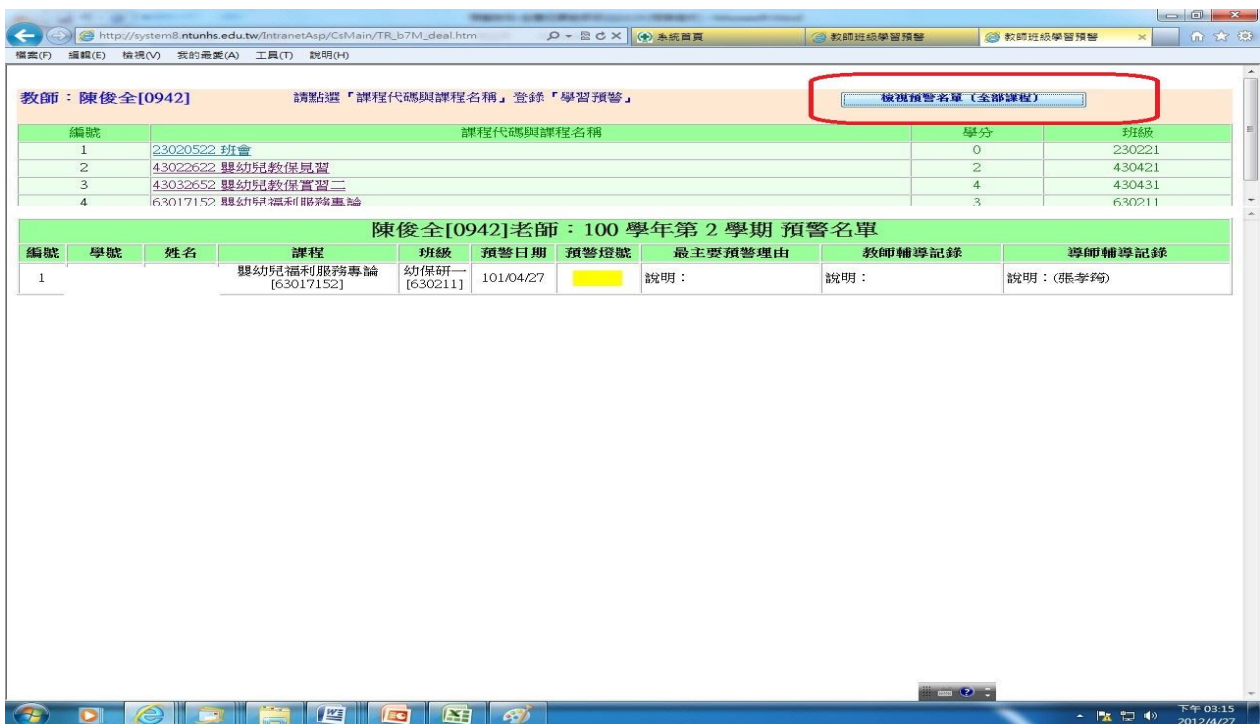 http://system8.ntunhs.edu.tw/IntranetAsp/CsMain/TR_b7M_deal.htm
系統首頁
教師班級學習預警
教師班級學習預警
檔案(F) 編輯(E) 檢視(V) 我的最愛(A) 工具(T) 說明(H)
教師：陳俊全[0942] 請點選「課程代碼與課程名稱」登錄「學習預警」 檢視預警名單（全部課程）
編號 課程代碼與課程名稱 學分 班級
1 23020522 班會 0 230221
2 43022622 嬰幼兒教保見習 2 430421
3 43032652 嬰幼兒教保實習二 4 430431
4 63017152 嬰幼兒福利服務專論 3 630211
陳俊全[0942]老師：100 學年第 2 學期 預警名單
編號 學號 姓名 課程 班級 預警日期 預警燈號 最主要預警理由 教師輔導記錄 導師輔導記錄
1 嬰幼兒福利服務專論 幼保研一 101/04/27 說明： 說明： 說明：(張孝筠)
[63017152] [630211]
下午 03:15
2012/4/27